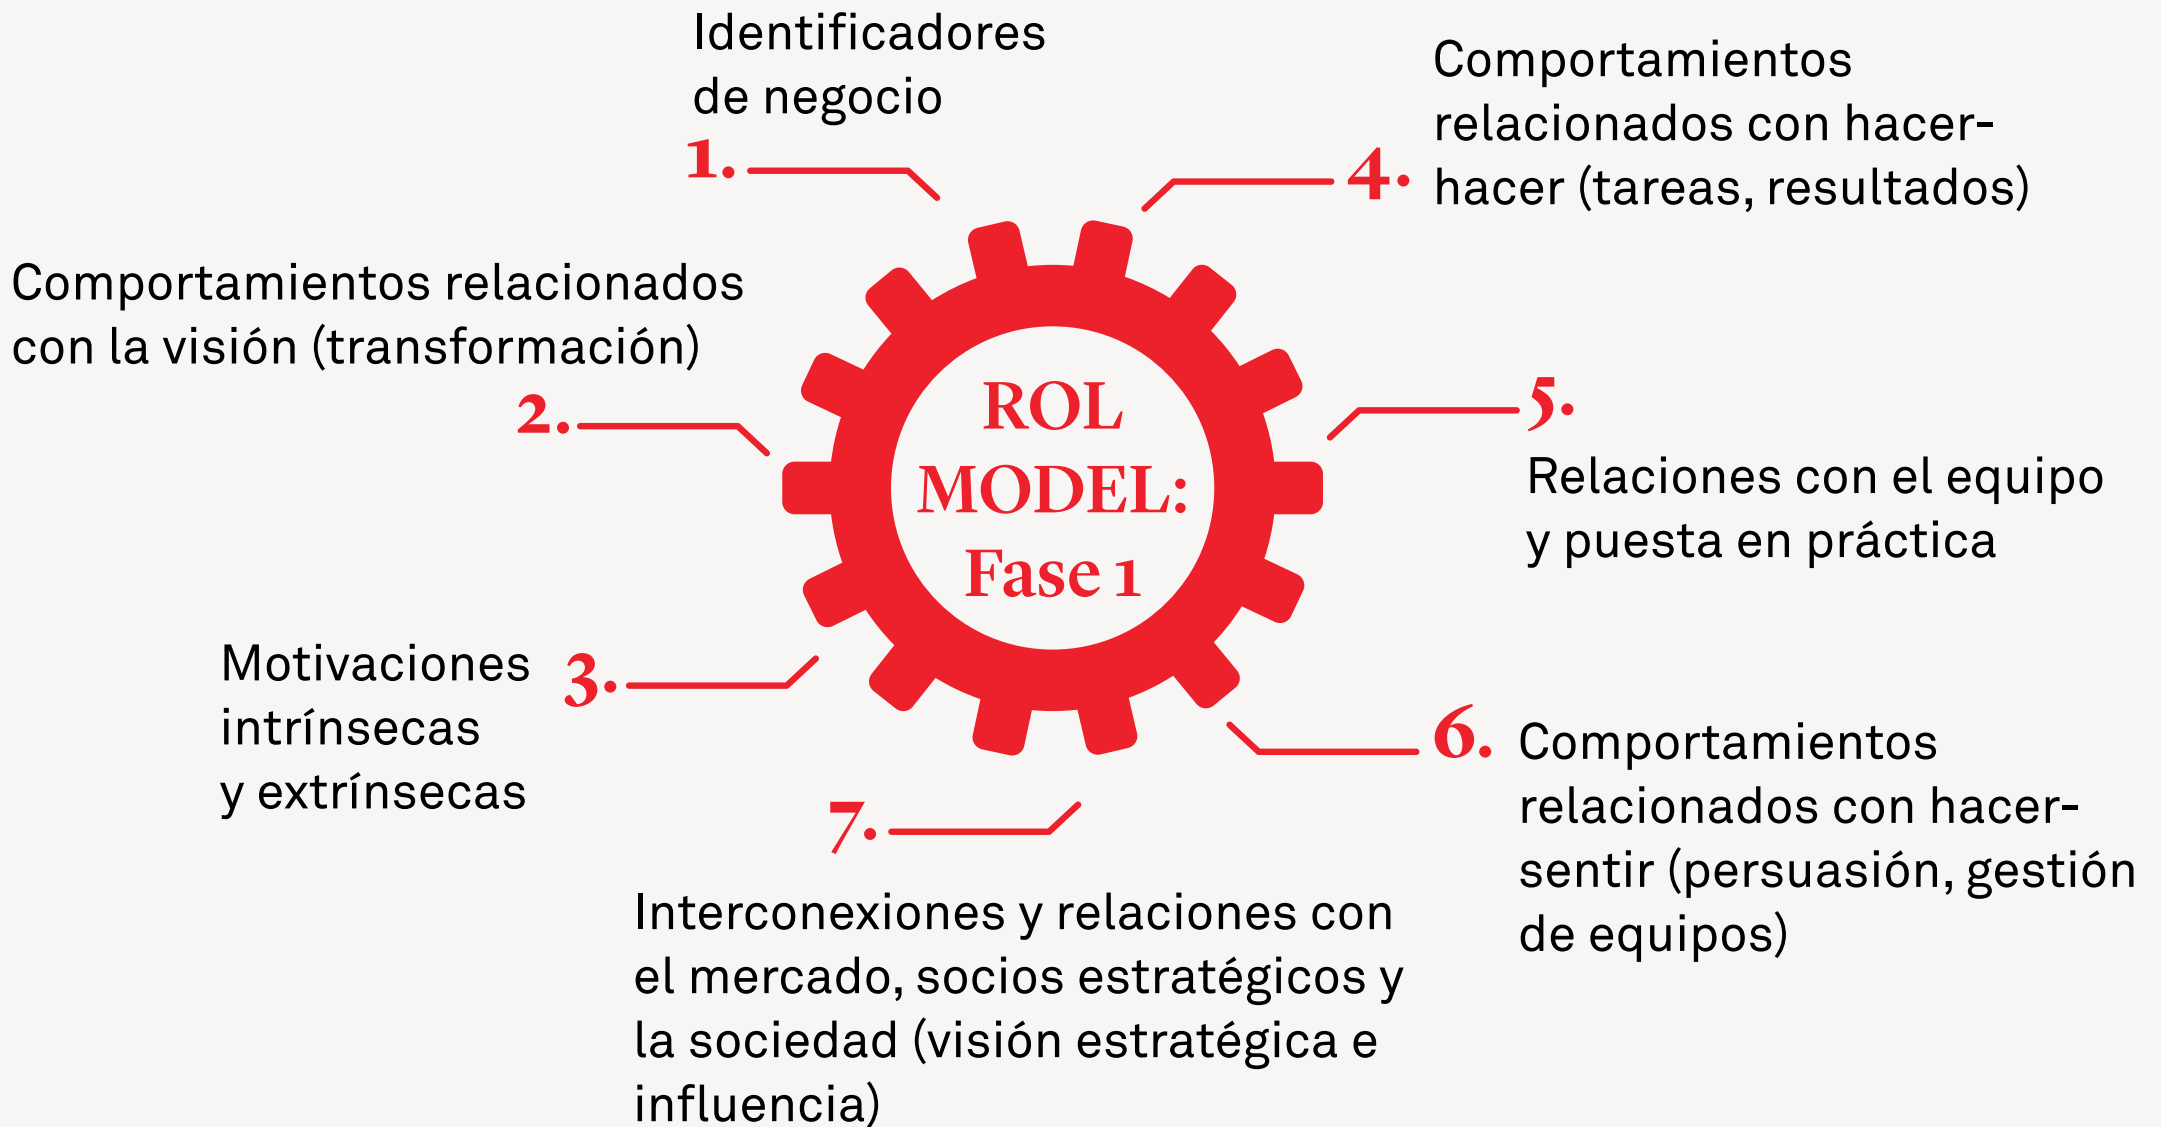 Identificadores
de negocio
1.
Comportamientos relacionados
con la visión (transformación)
2.
Motivaciones
intrínsecas
y extrínsecas
3.
Comportamientos
relacionados con hacer-
hacer (tareas, resultados)
4.
5.
Relaciones con el equipo
y puesta en práctica
6.
Comportamientos
relacionados con hacer-
sentir (persuasión, gestión
de equipos)
7.
Interconexiones y relaciones con
el mercado, socios estratégicos y
la sociedad (visión estratégica e
influencia)
ROL
MODEL:
Fase 1